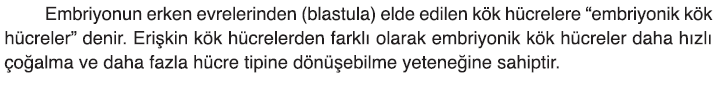 Embriyonun erken evrelerinden (blastula) elde edilen kök hücrelere “embriyonik kök
hücreler” denir. Erişkin kök hücrelerden farklı olarak embriyonik kök hücreler daha hızlı
çoğalma ve daha fazla hücre tipine dönüşebilme yeteneğine sahiptir.